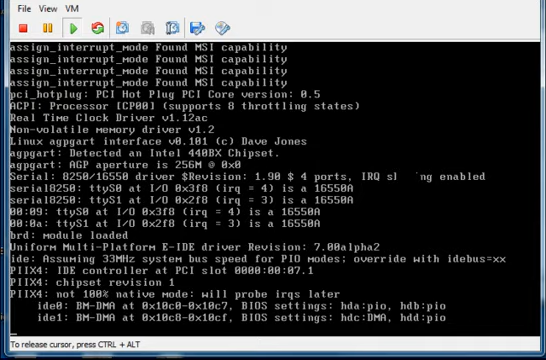 File View VM
assign_interrupt_mode Found MSI capability
assign_interrupt_mode Found MSI capability
assign_interrupt_mode Found MSI capability
assign_interrupt_mode Found MSI capability
pci_hotplug: PCI Hot Plug PCI Core version: 0.5
ACPI: Processor [CP00] (supports 8 throttling states)
Real Time Clock Driver v1.12ac
Non-volatile memory driver v1.2
Linux agpgart interface v0.101 (c) Dave Jones
agpgart: Detected an Intel 440BX Chipset.
agpgart: AGP aperture is 256M @ 0x0
Serial: 8250/16550 driver $Revision: 1.90 $ 4 ports, IRQ enabled
serial8250: ttyS0 at I/O 0x3f8 (irq = 4) is a 16550A
serial8250: ttyS1 at I/O 0x2f8 (irq = 3) is a 16550A
00:09: ttyS0 at I/O 0x3f8 (irq = 4) is a 16550A
00:0a: ttyS1 at I/O 0x2f8 (irq = 3) is a 16550A
brd: module loaded
Uniform Multi-Platform E-IDE driver Revision: 7.00alpha2
ide: Assuming 33MHz system bus speed for PIO modes; override with idebus=xx
PIIX4: IDE controller at PCI slot 0000:00:07.1
PIIX4: chipset revision 1
PIIX4: not 100% native mode: will probe irqs later
ide0: BM-DMA at 0x10c0-0x10c7, BIOS settings: hda:pio, hdb:pio
ide1: BM-DMA at 0x10c8-0x10cf, BIOS settings: hdc:DMA, hdd:pio
To release cursor, press CTRL + ALT